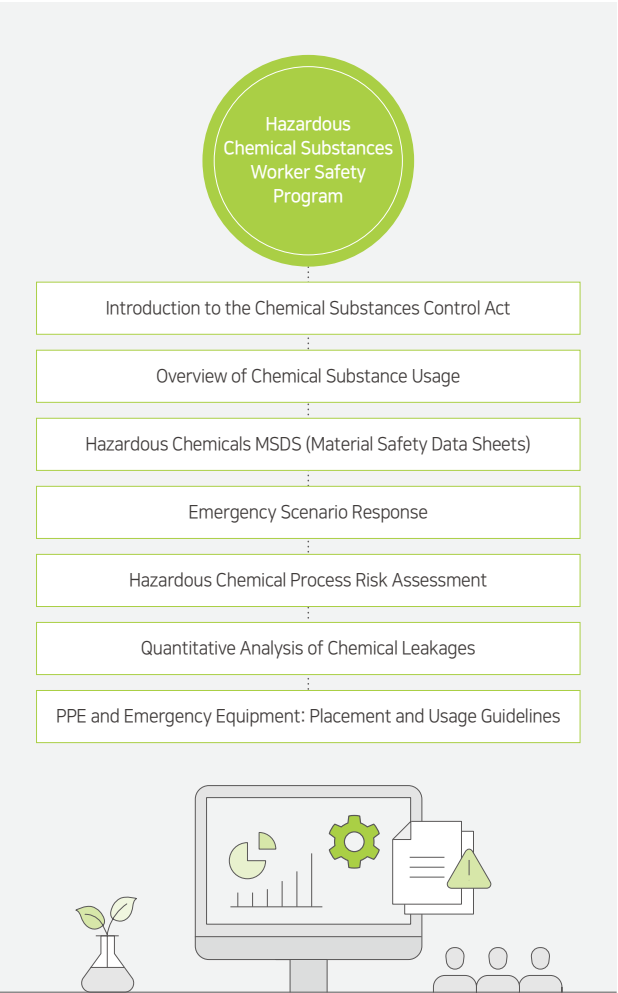 Hazardous
Chemical Substances
Worker Safety
Program
Introduction to the Chemical Substances Control Act
Overview of Chemical Substance Usage
Hazardous Chemicals MSDS (Material Safety Data Sheets)
Emergency Scenario Response
Hazardous Chemical Process Risk Assessment
Quantitative Analysis of Chemical Leakages
PPE and Emergency Equipment: Placement and Usage Guidelines